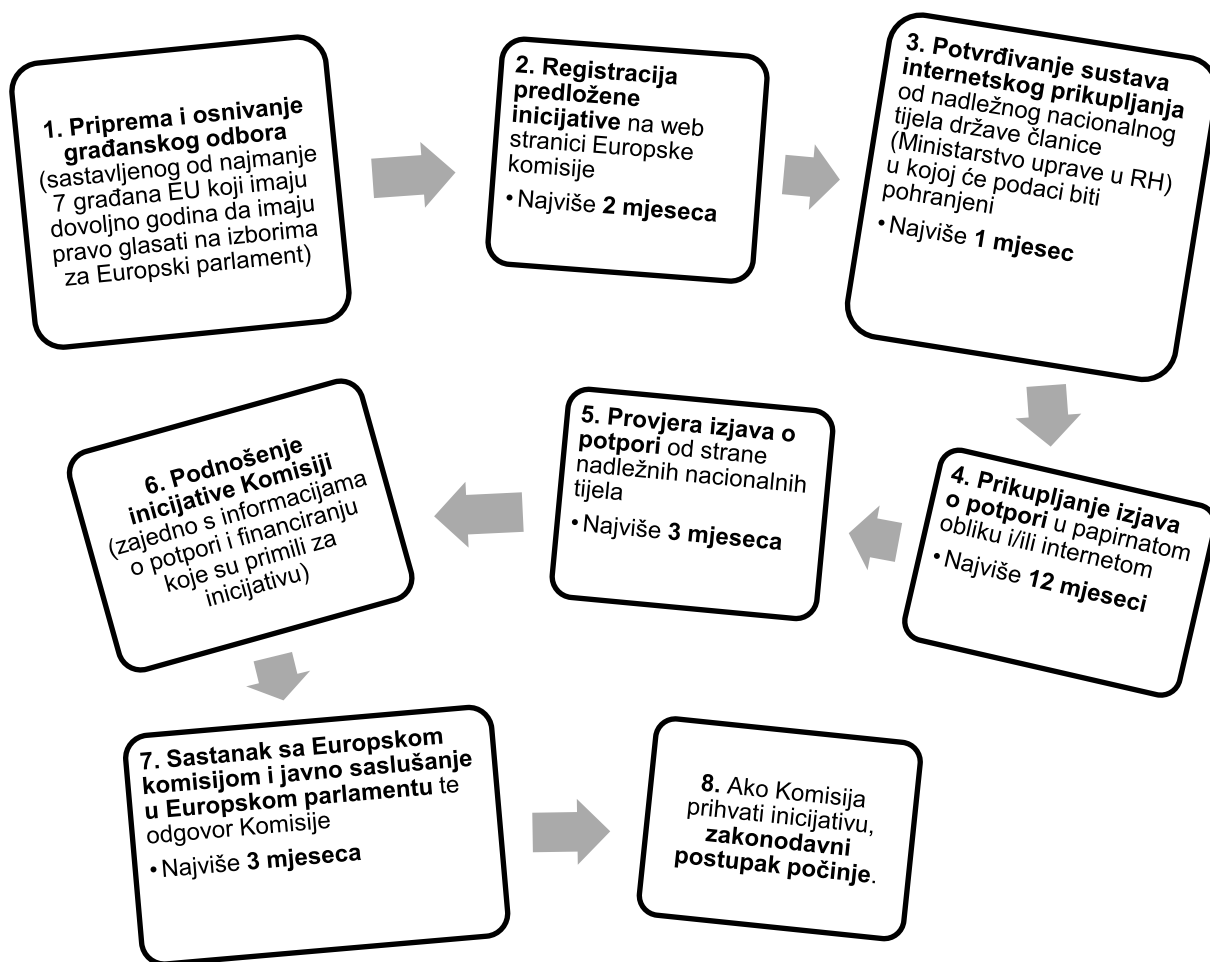 1. Priprema i osnivanje
građanskog odbora
(sastavljenog od najmanje
7 građana EU koji imaju
dovoljno godina da imaju
pravo glasati na izborima
za Europski parlament)
2. Registracija
predložene
inicijative na web
stranici Europske
komisije
• Najviše 2 mjeseca
3. Potvrđivanje sustava
internetskog prikupljanja
od nadležnog nacionalnog
tijela države članice
(Ministarstvo uprave u RH)
u kojoj će podaci biti
pohranjeni
• Najviše 1 mjesec
4. Prikupljanje izjava
o potpori u papirnatom
obliku i/ili internetom
• Najviše 12 mjeseci
5. Provjera izjava o
potpori od strane
nadležnih nacionalnih
tijela
• Najviše 3 mjeseca
6. Podnošenje
inicijative Komisiji
(zajedno s informacijama
o potpori i financiranju
koje su primili za
inicijativu)
7. Sastanak sa Europskom
komisijom i javno saslušanje
u Europskom parlamentu te
odgovor Komisije
• Najviše 3 mjeseca
8. Ako Komisija
prihvati inicijativu,
zakonodavni
postupak počinje.